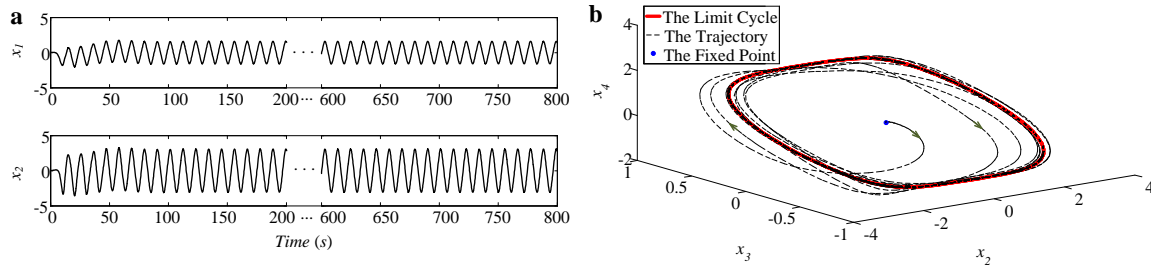 a
5
0
-5
x1
0 50 100 150 200 ... 600 650 700 750 800
. . .
5
0
-5
x2
0 50 100 150 200 ... 600 650 700 750 800
. . .
Time (s)
b
The Limit Cycle
The Trajectory
The Fixed Point
4
2
0
-2
x4
1
0.5
0
-0.5
-1
x3
-4
-2
0
2
4
x2